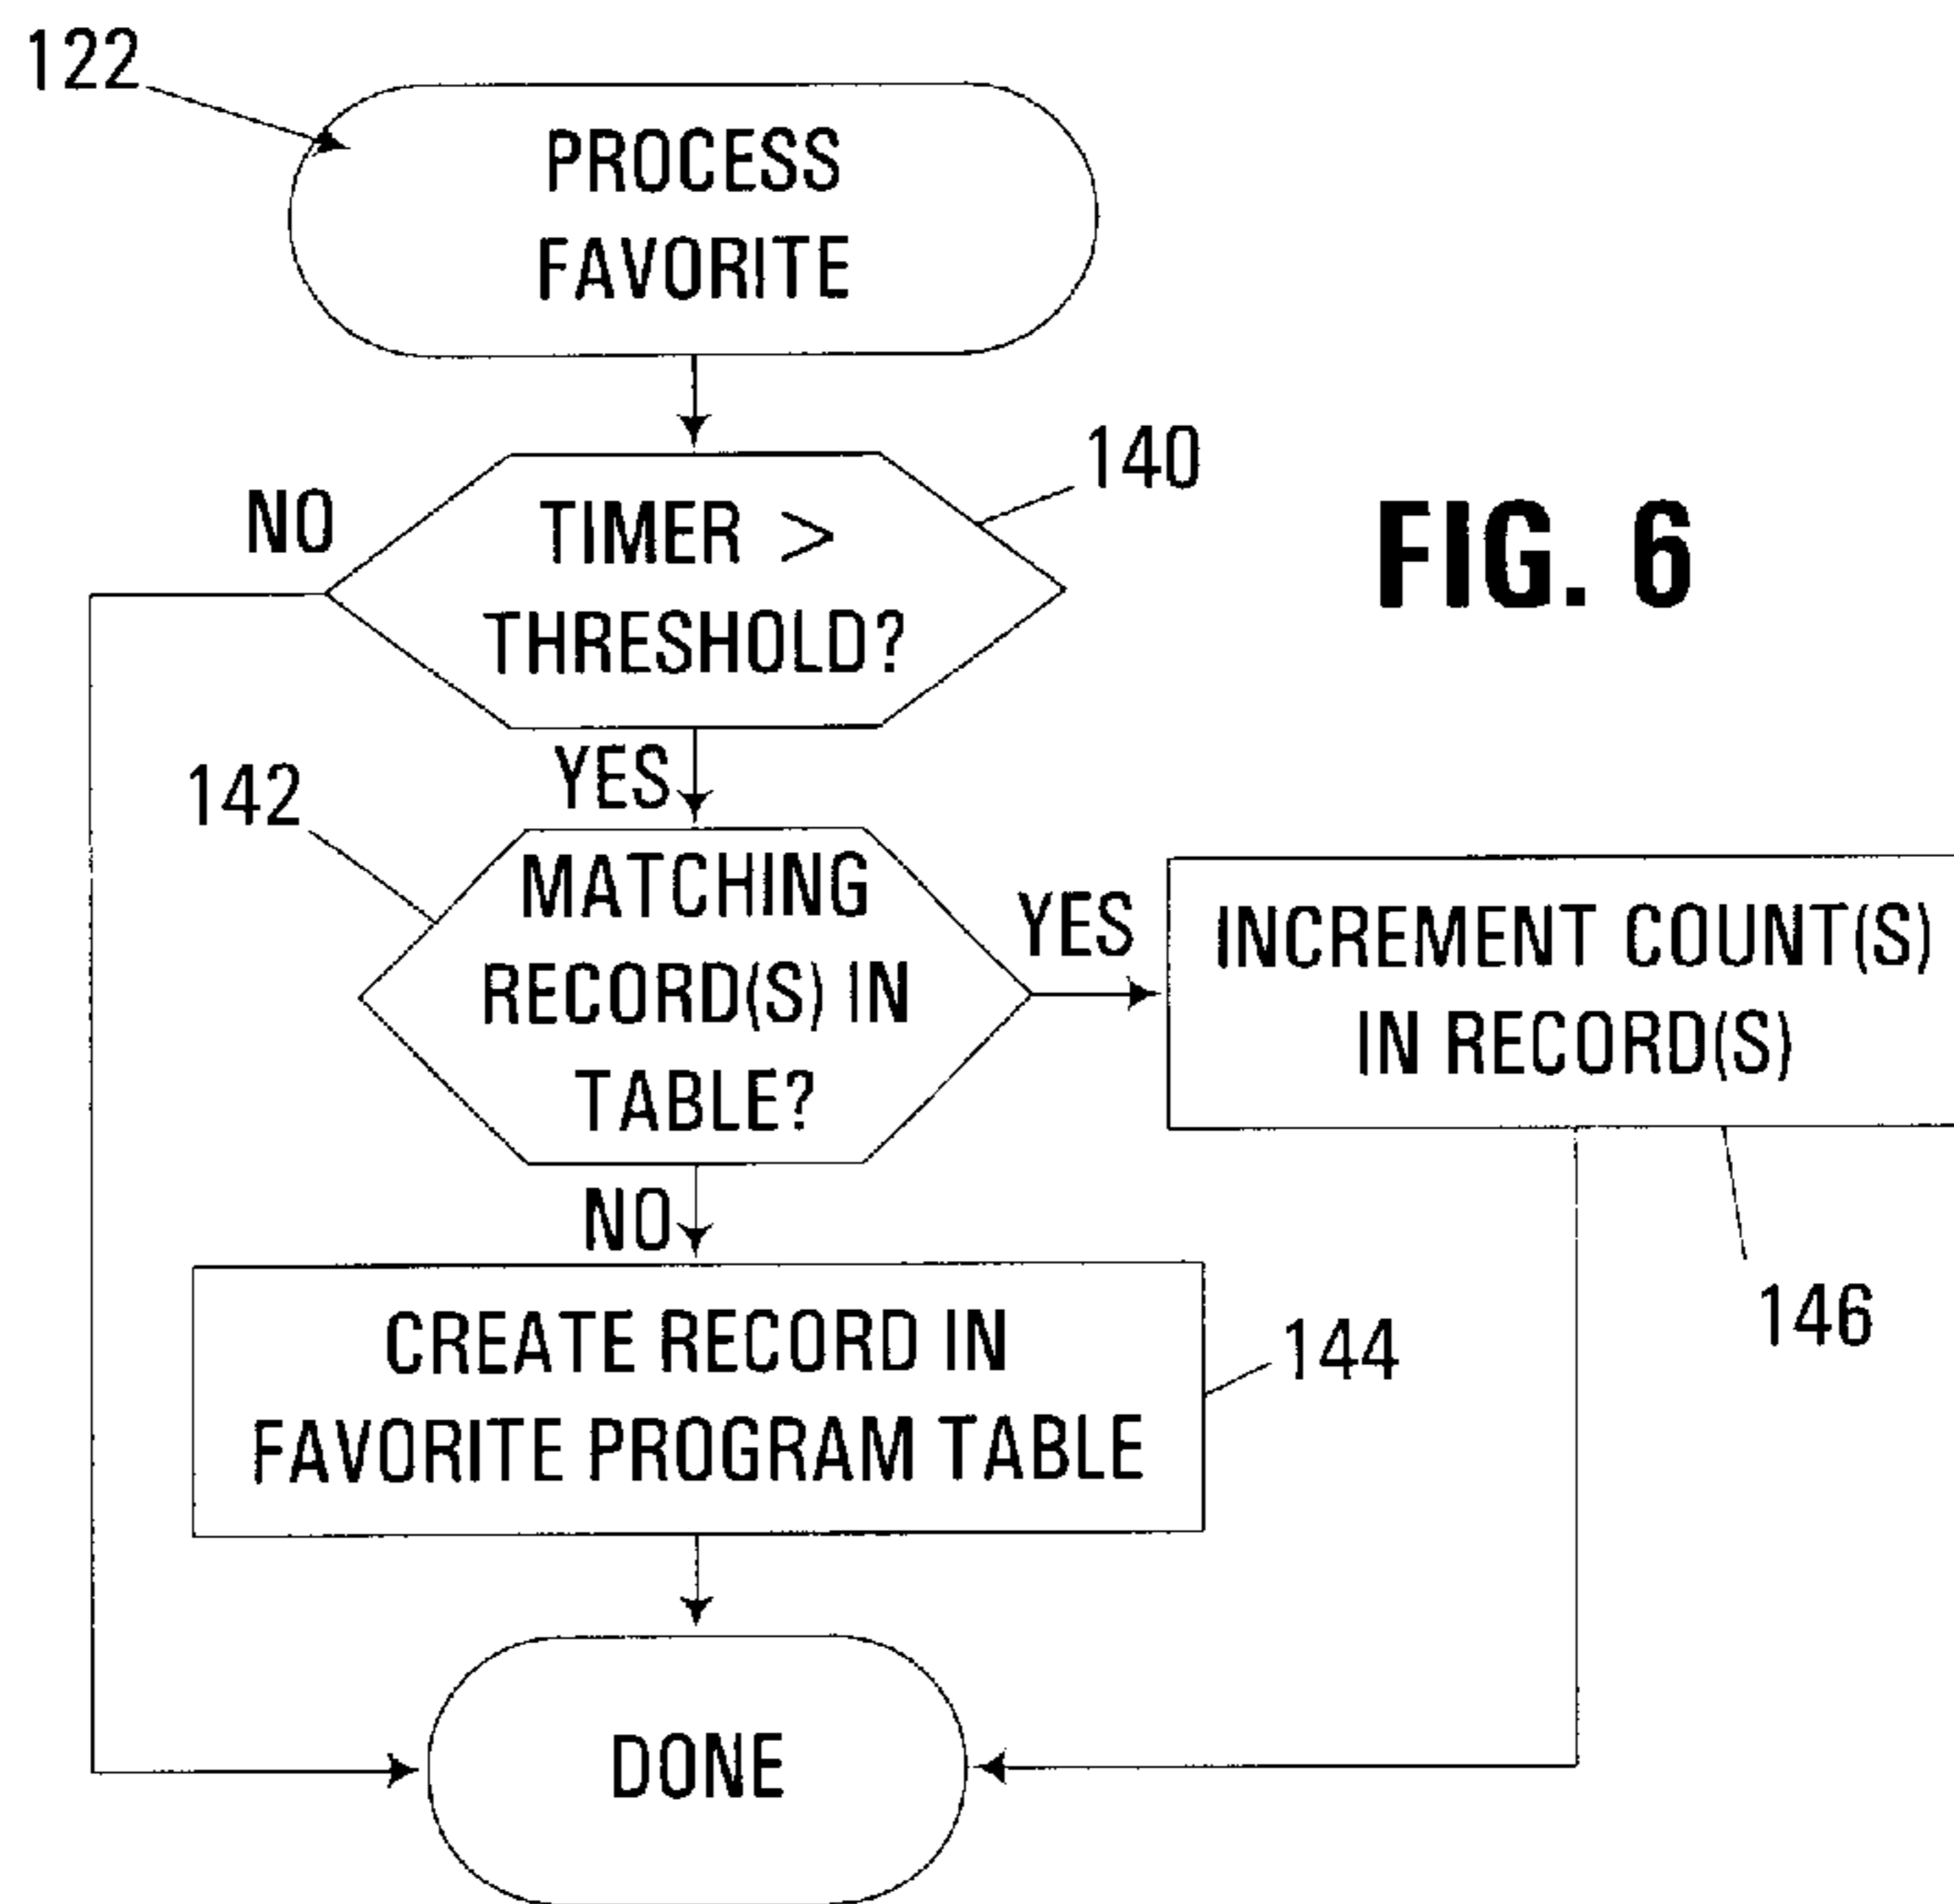 122
PROCESS
FAVORITE
140
NO
TIMER >
THRESHOLD?
FIG. 6
YES
142
MATCHING
RECORD(S) IN
TABLE?
YES
INCREMENT COUNT(S)
IN RECORD(S)
NO
146
CREATE RECORD IN
FAVORITE PROGRAM TABLE
144
DONE